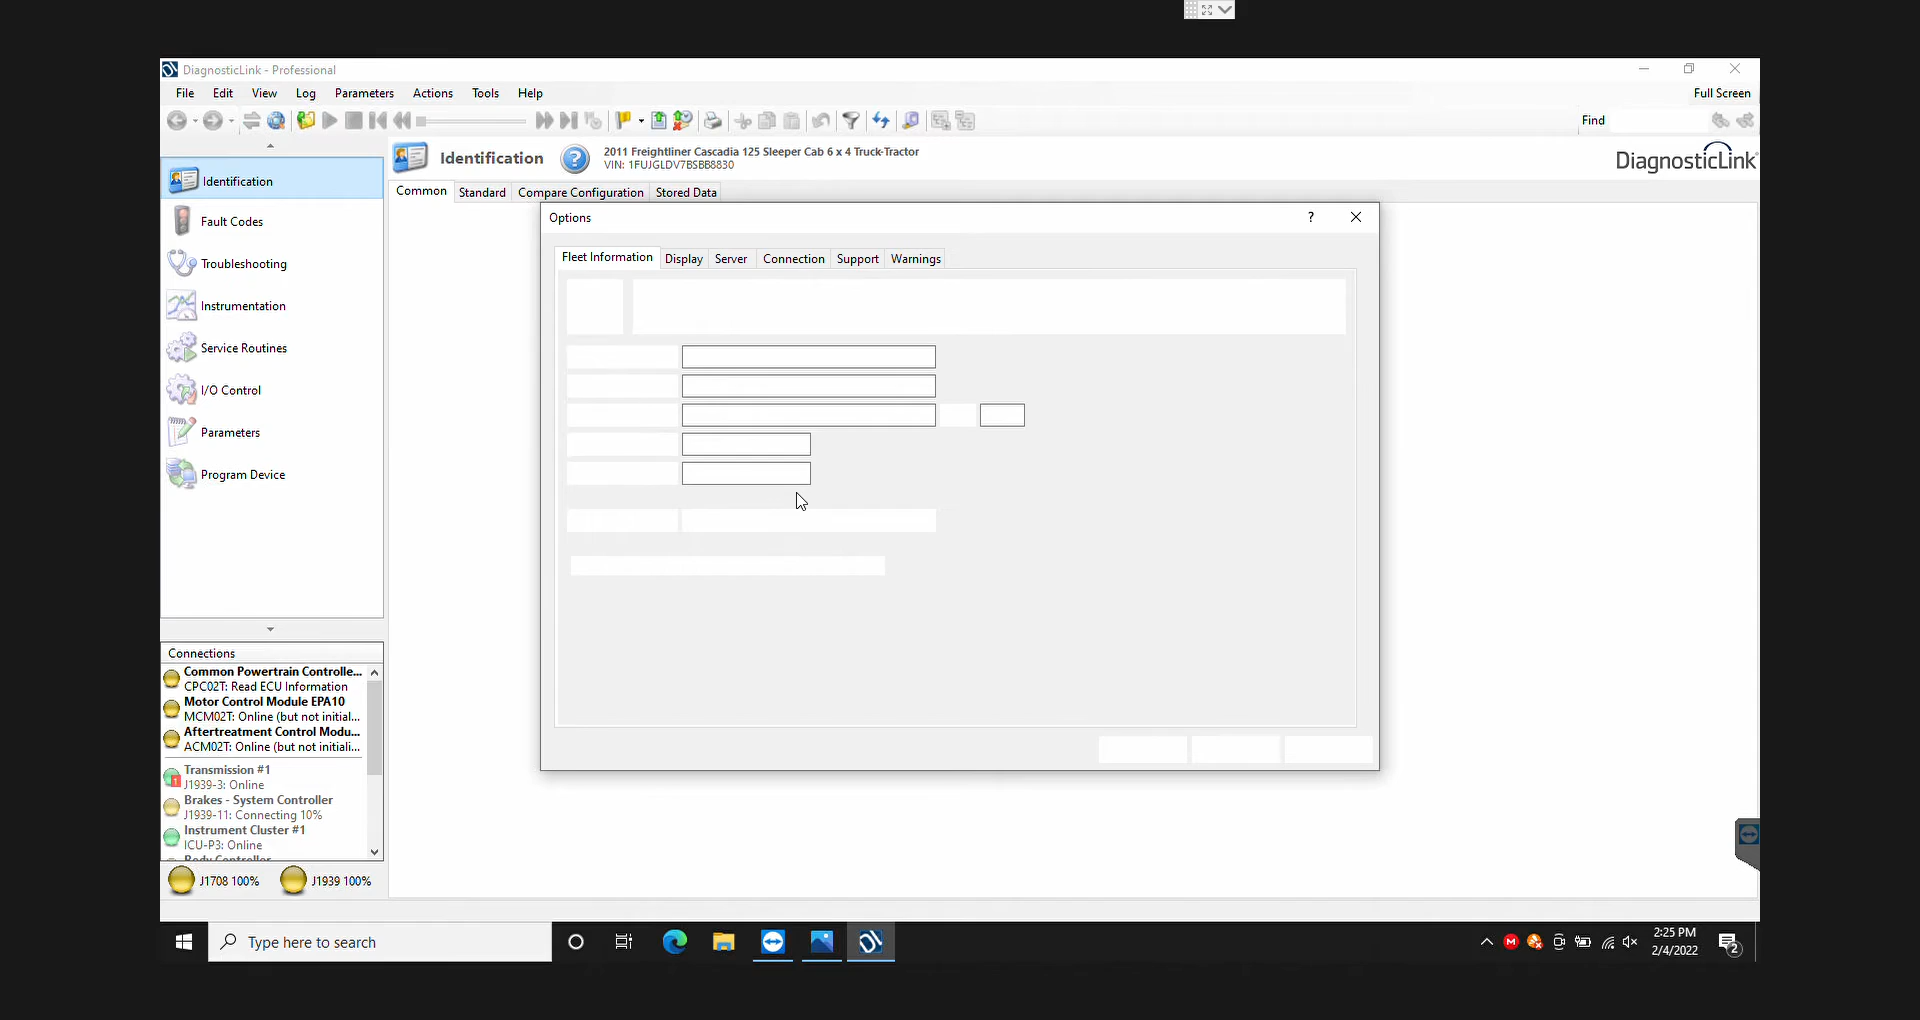 DiagnosticLink - Professional
File Edit View Log Parameters Actions Tools Help Full Screen
Find
Identification
2011 Freightliner Cascadia 125 Sleeper Cab 6 x 4 Truck-Tractor
VIN: 1FUJGLDV7BSBB8830
DiagnosticLink
Common Standard Compare Configuration Stored Data
Identification
Fault Codes
Troubleshooting
Instrumentation
Service Routines
I/O Control
Parameters
Program Device
Options
?
Fleet Information Display Server Connection Support Warnings
Connections
Common Powertrain Controlle...
CPC02T: Read ECU Information
Motor Control Module EPA10
MCM02T: Online (but not initial...
Aftertreatment Control Modu...
ACM02T: Online (but not initiali...
Transmission #1
J1939-3: Online
1
Brakes - System Controller
J1939-11: Connecting 10%
Instrument Cluster #1
ICU-P3: Online
Body Controller
J1708 100% J1939 100%
Type here to search
2:25 PM
2/4/2022
2